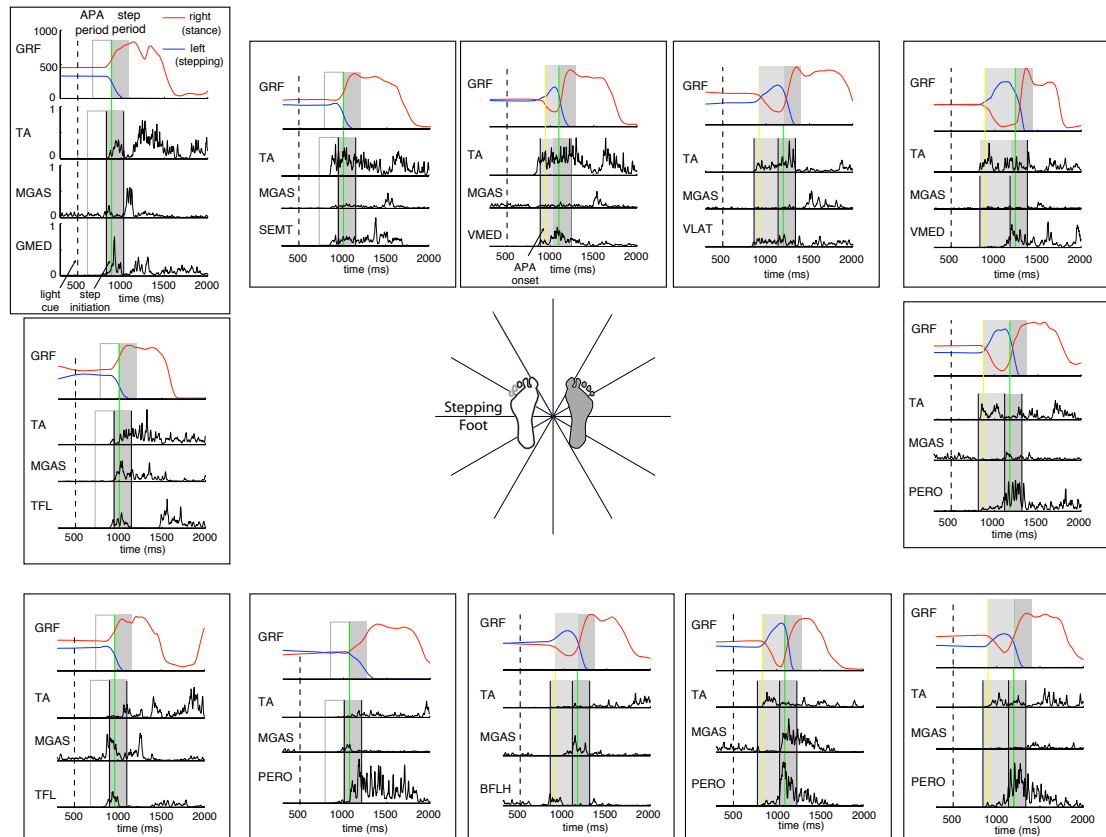 APA step
period period
right
(stance)
left
(stepping)
1000
GRF
500
0
1
TA
0
1
MGAS
0
1
GMED
0
500 1000 1500 2000
light step time (ms)
cue initiation
GRF
TA
MGAS
SEMT
500 1000 1500 2000
time (ms)
GRF
TA
MGAS
VMED
500 1000 1500 2000
APA time (ms)
onset
GRF
TA
MGAS
VLAT
500 1000 1500 2000
time (ms)
GRF
TA
MGAS
VMED
500 1000 1500 2000
time (ms)
GRF
TA
MGAS
TFL
500 1000 1500 2000
time (ms)
Stepping
Foot
GRF
TA
MGAS
PERO
500 1000 1500 2000
time (ms)
GRF
TA
MGAS
TFL
500 1000 1500 2000
time (ms)
GRF
TA
MGAS
PERO
500 1000 1500 2000
time (ms)
GRF
TA
MGAS
BFLH
500 1000 1500 2000
time (ms)
GRF
TA
MGAS
PERO
500 1000 1500 2000
time (ms)
GRF
TA
MGAS
PERO
500 1000 1500 2000
time (ms)